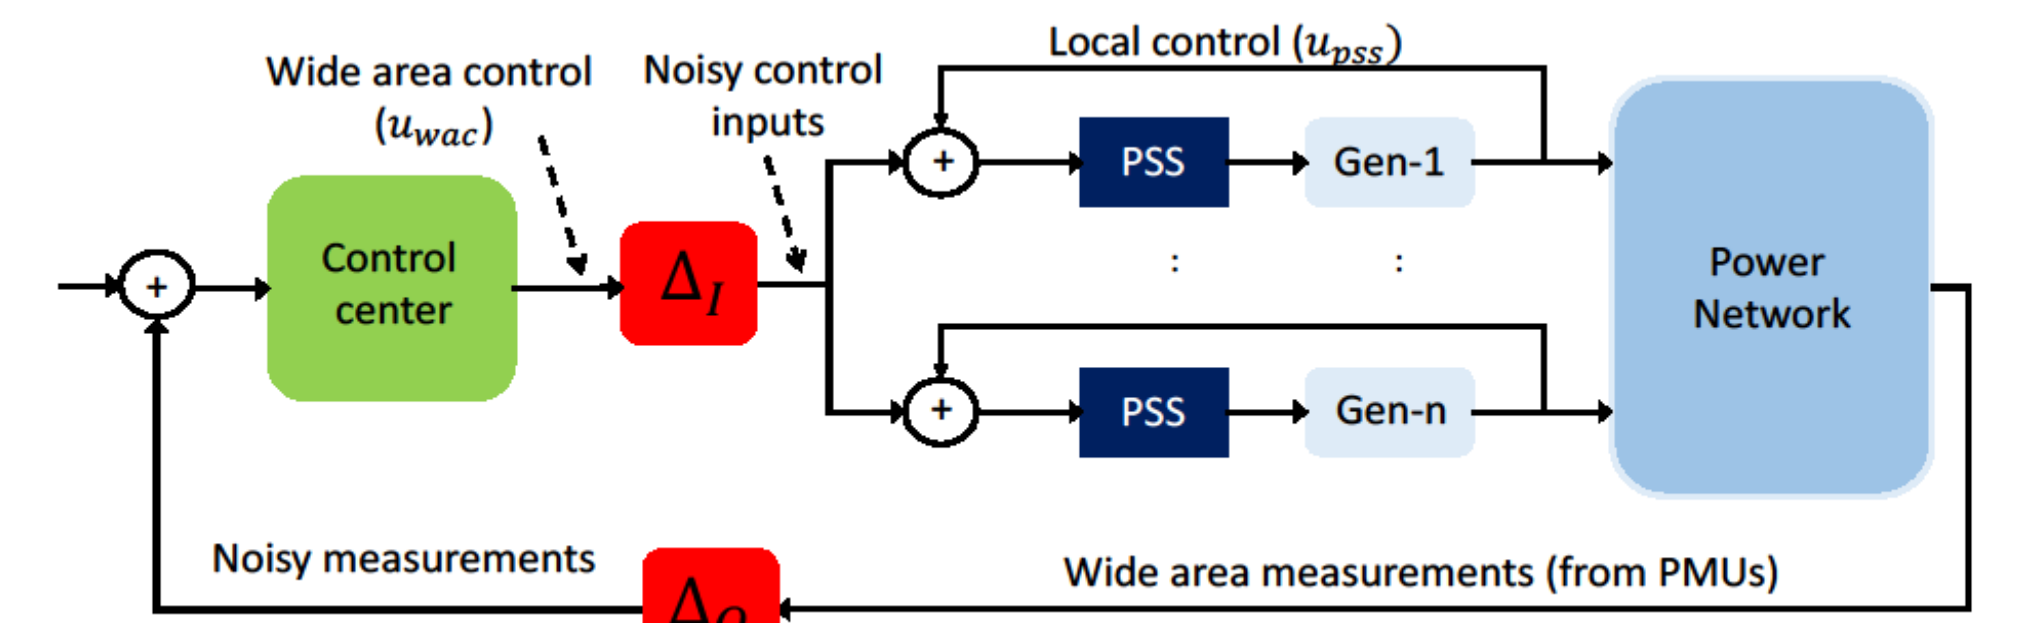 Local control (u_pss)
Wide area control
(u_wac)
Noisy control
inputs
+
PSS
Gen-1
Control
center
Δ_I
+
:
:
Power
Network
+
PSS
Gen-n
Noisy measurements
Δ_O
Wide area measurements (from PMUs)